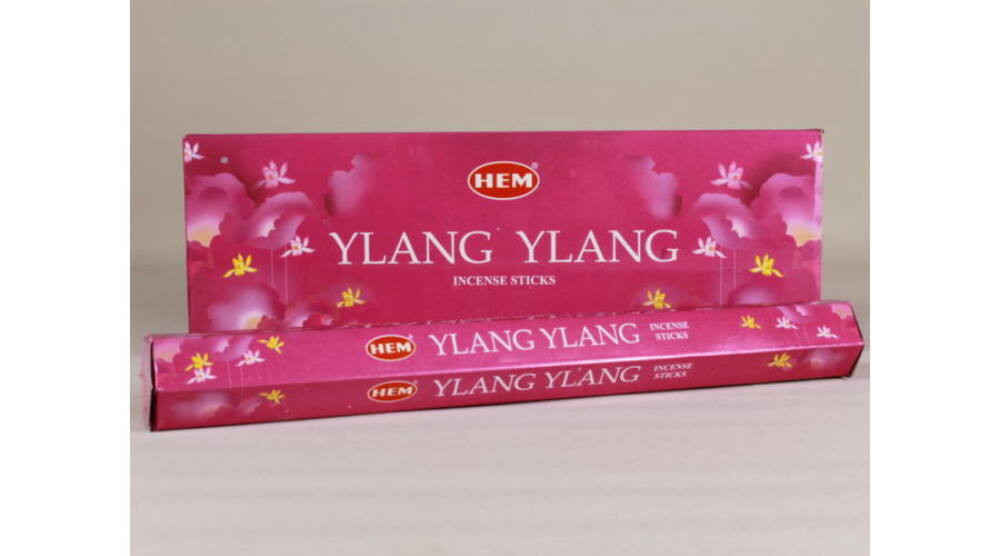 HEM®
YLANG YLANG
INCENSE STICKS
HEM YLANG YLANG INCENSE
STICKS
HEM YLANG YLANG INCENSE
STICKS